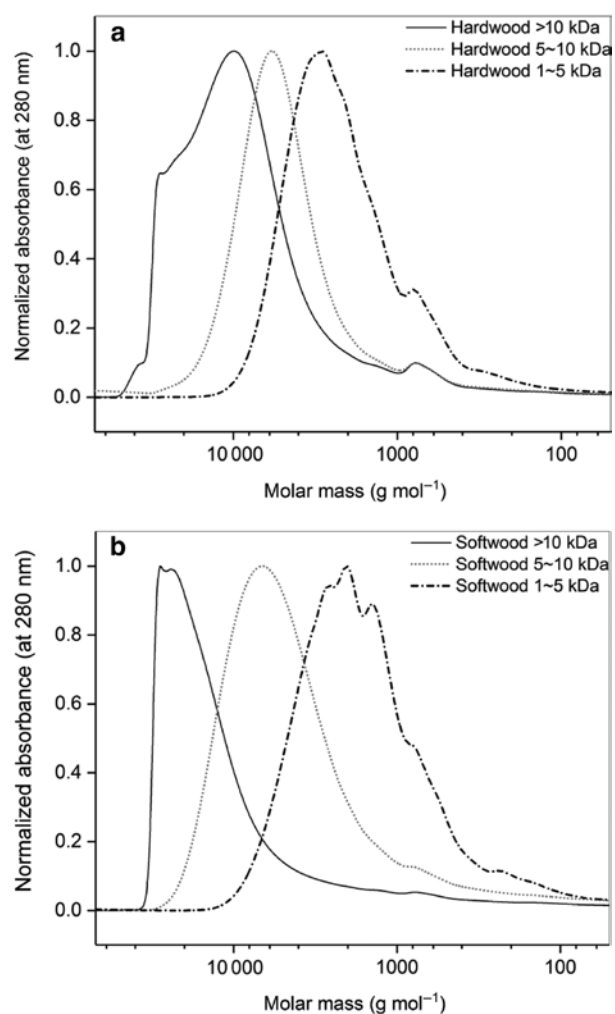 a
Hardwood >10 kDa
Hardwood 5~10 kDa
Hardwood 1~5 kDa
Normalized absorbance (at 280 nm)
1.0
0.8
0.6
0.4
0.2
0.0
10 000
1000
100
Molar mass (g mol⁻¹)
b
Softwood >10 kDa
Softwood 5~10 kDa
Softwood 1~5 kDa
Normalized absorbance (at 280 nm)
1.0
0.8
0.6
0.4
0.2
0.0
10 000
1000
100
Molar mass (g mol⁻¹)